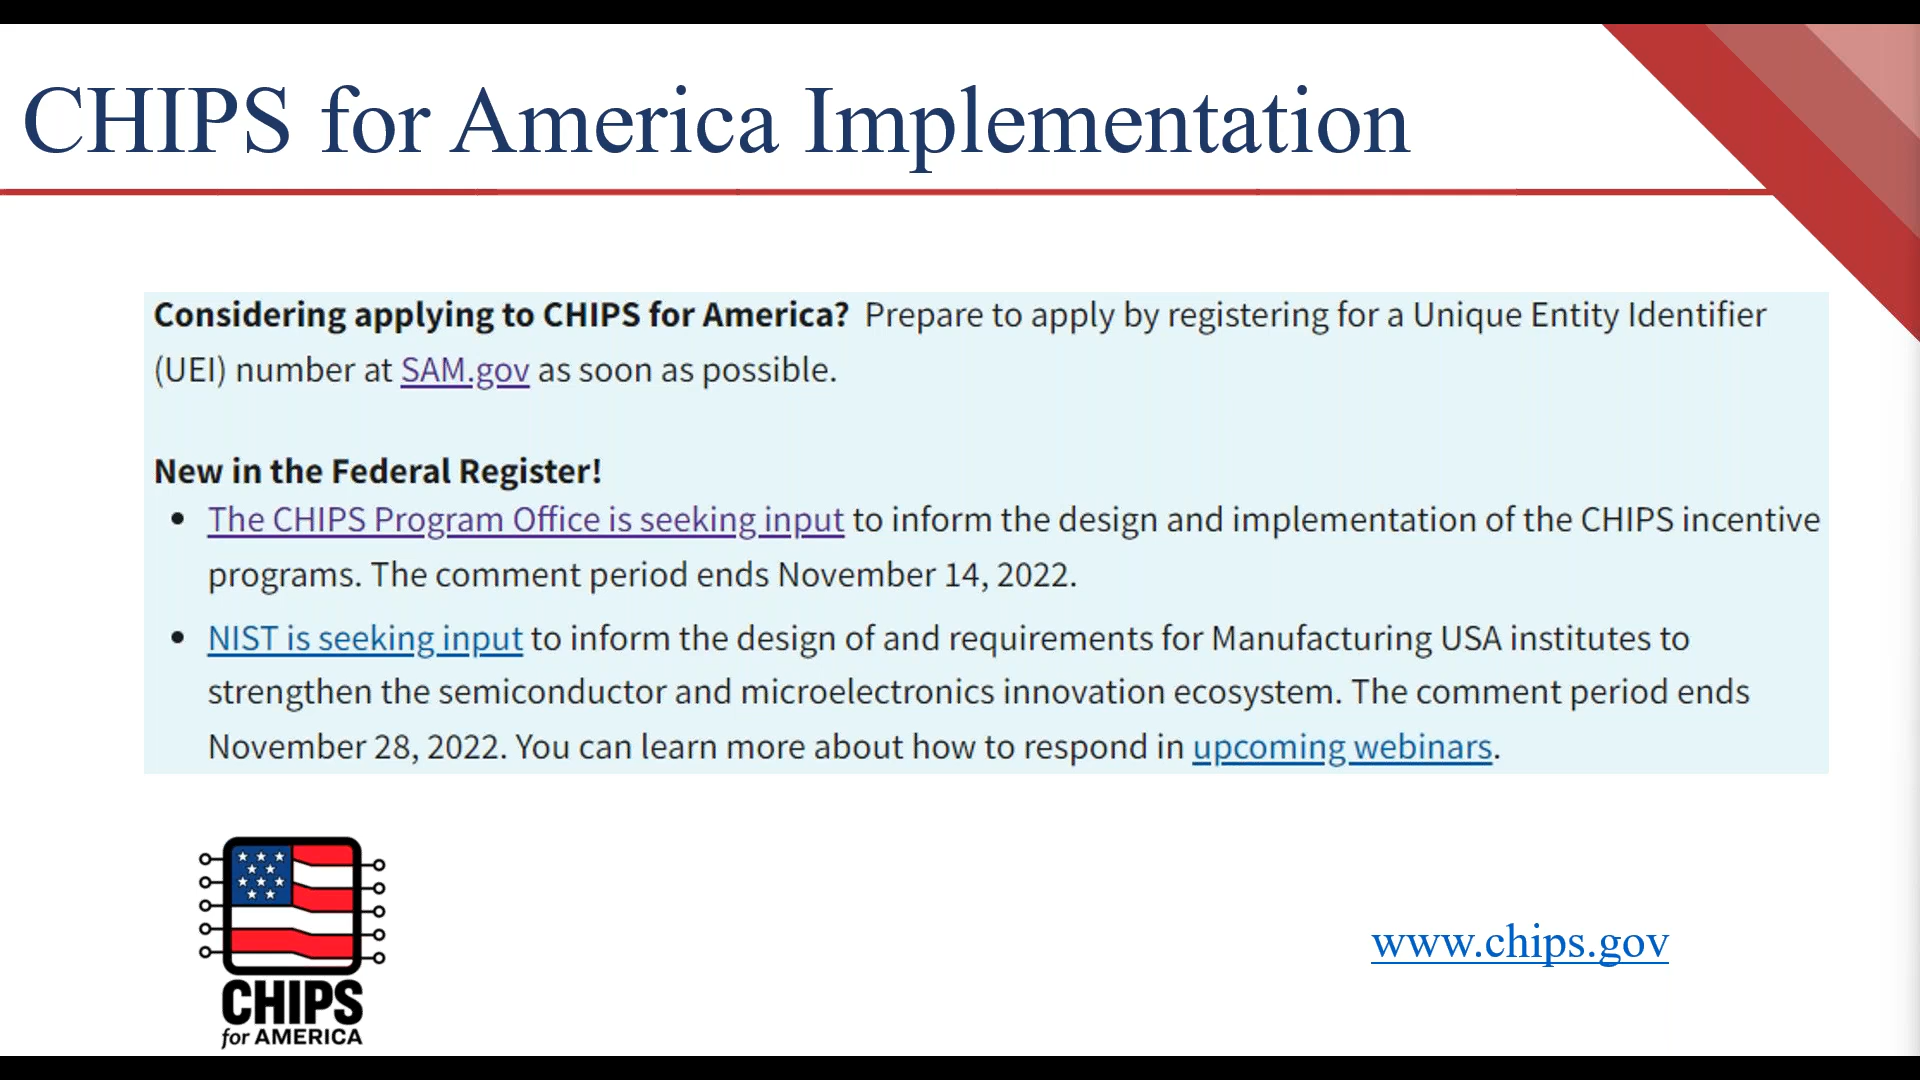 CHIPS for America Implementation
Considering applying to CHIPS for America? Prepare to apply by registering for a Unique Entity Identifier
(UEI) number at SAM.gov as soon as possible.
New in the Federal Register!
• The CHIPS Program Office is seeking input to inform the design and implementation of the CHIPS incentive
programs. The comment period ends November 14, 2022.
• NIST is seeking input to inform the design of and requirements for Manufacturing USA institutes to
strengthen the semiconductor and microelectronics innovation ecosystem. The comment period ends
November 28, 2022. You can learn more about how to respond in upcoming webinars.
www.chips.gov
CHIPS
for AMERICA